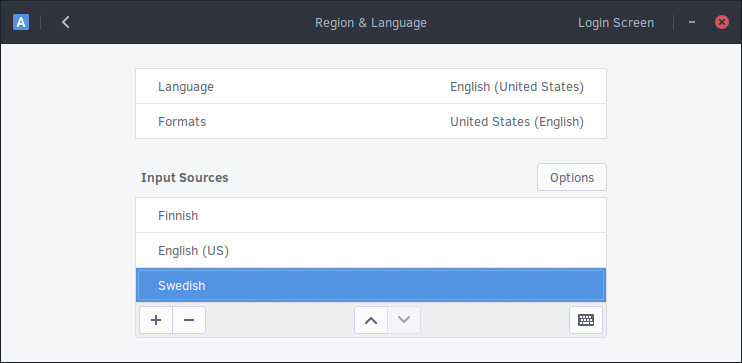 A
Region & Language
Login Screen
Language English (United States)
Formats United States (English)
Input Sources
Options
Finnish
English (US)
Swedish